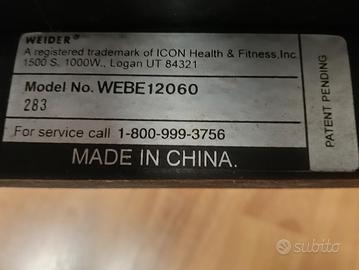 WEIDER®
A registered trademark of ICON Health & Fitness, Inc.
1500 S. 1000W., Logan UT 84321
Model No. WEBE12060
283
For service call 1-800-999-3756
MADE IN CHINA.
PATENT PENDING
subito